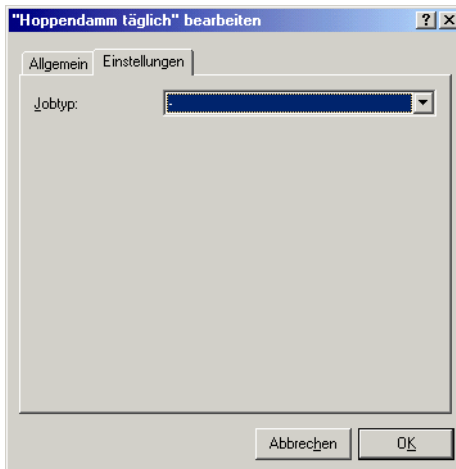 "Hoppendamm täglich" bearbeiten
Allgemein Einstellungen
Jobtyp: -
Abbrechen OK